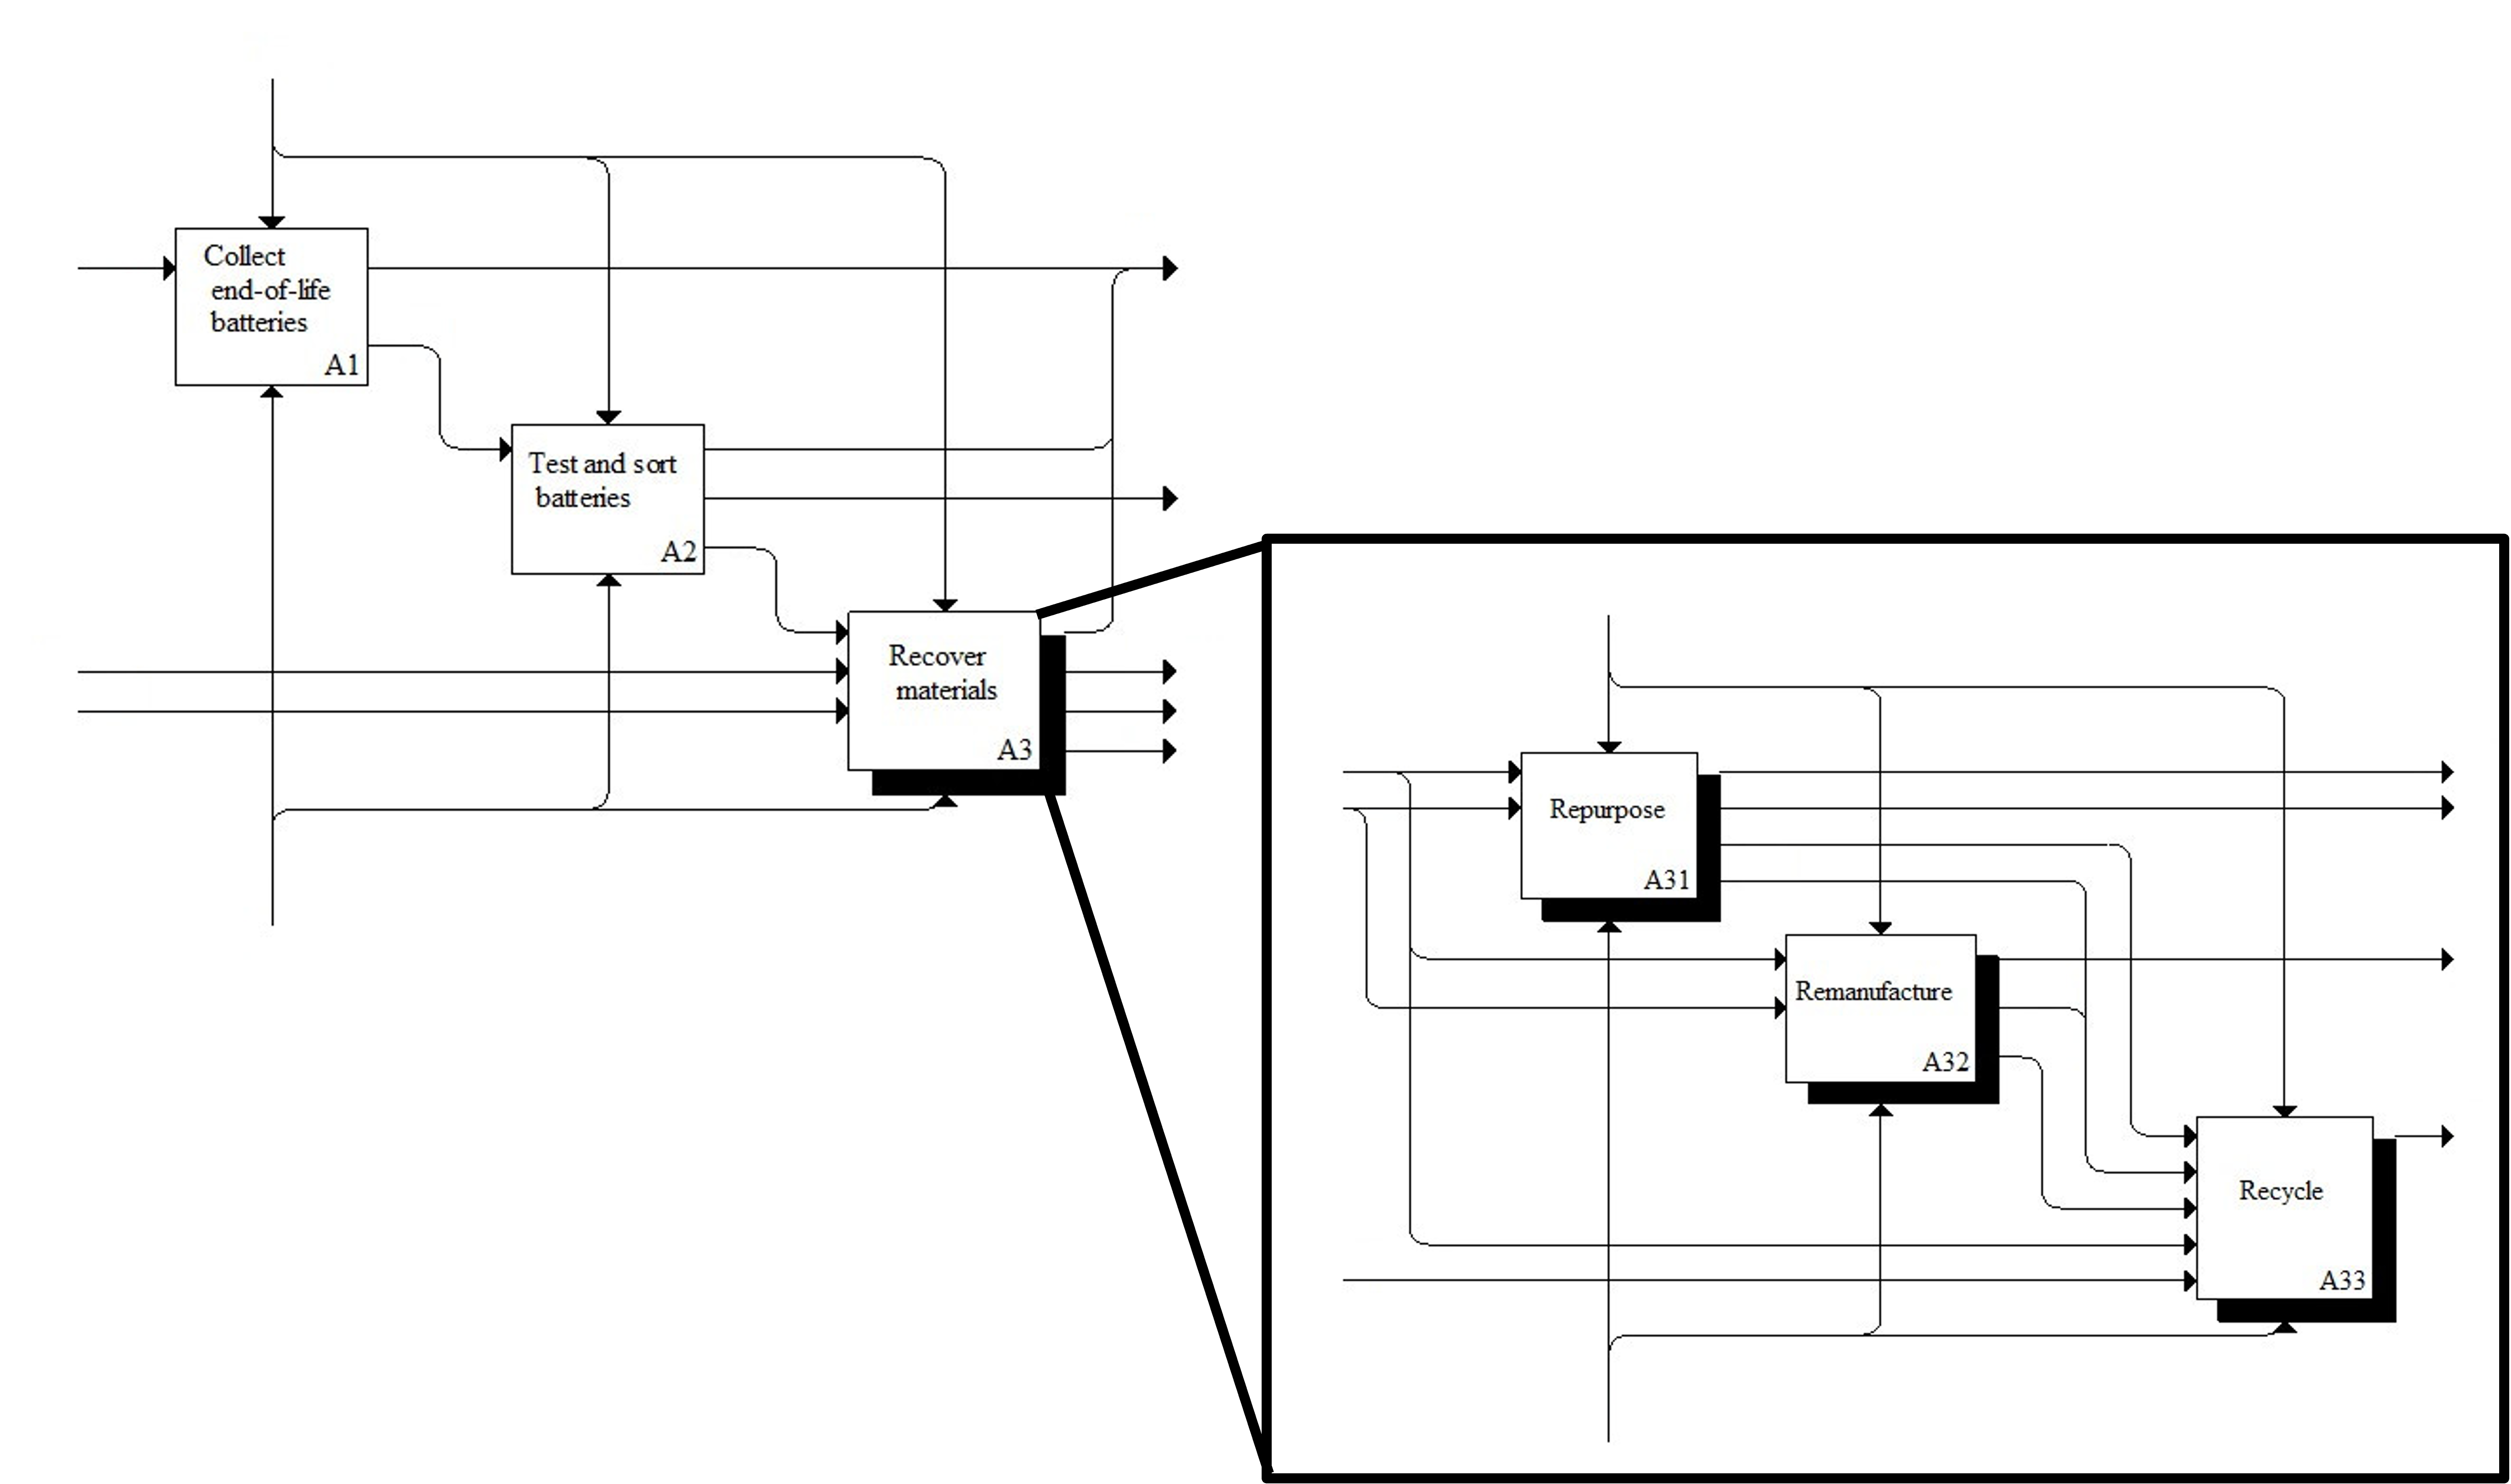 Collect
end-of-life
batteries
A1
Test and sort
batteries
A2
Recover
materials
A3
Repurpose
A31
Remanufacture
A32
Recycle
A33